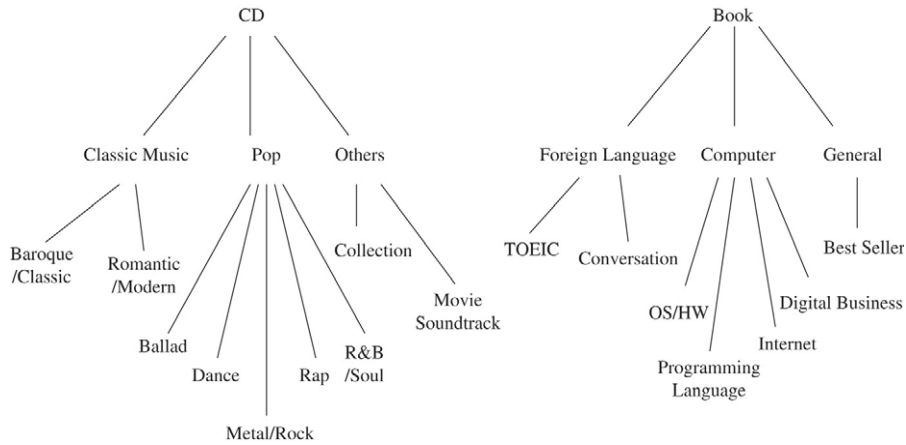 CD
Book
Classic Music
Pop
Others
Foreign Language
Computer
General
Baroque
/Classic
Romantic
/Modern
Collection
TOEIC
Conversation
Best Seller
Movie
Soundtrack
OS/HW
Digital Business
Ballad
Dance
Rap
R&B
/Soul
Internet
Programming
Language
Metal/Rock